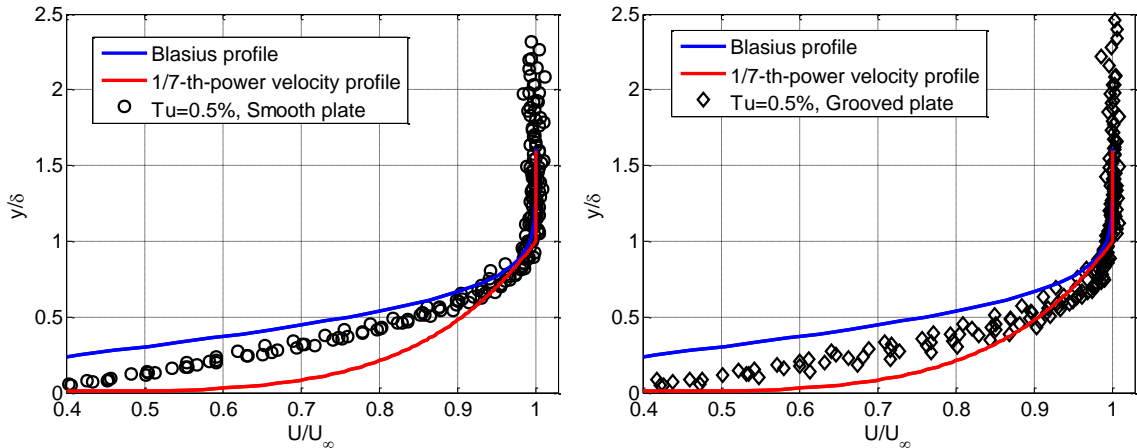 2.5
2
1.5
1
0.5
0
0.4
0.5
0.6
0.7
0.8
0.9
1
y/δ
U/U∞
Blasius profile
1/7-th-power velocity profile
Tu=0.5%, Smooth plate
2.5
2
1.5
1
0.5
0
0.4
0.5
0.6
0.7
0.8
0.9
1
y/δ
U/U∞
Blasius profile
1/7-th-power velocity profile
Tu=0.5%, Grooved plate